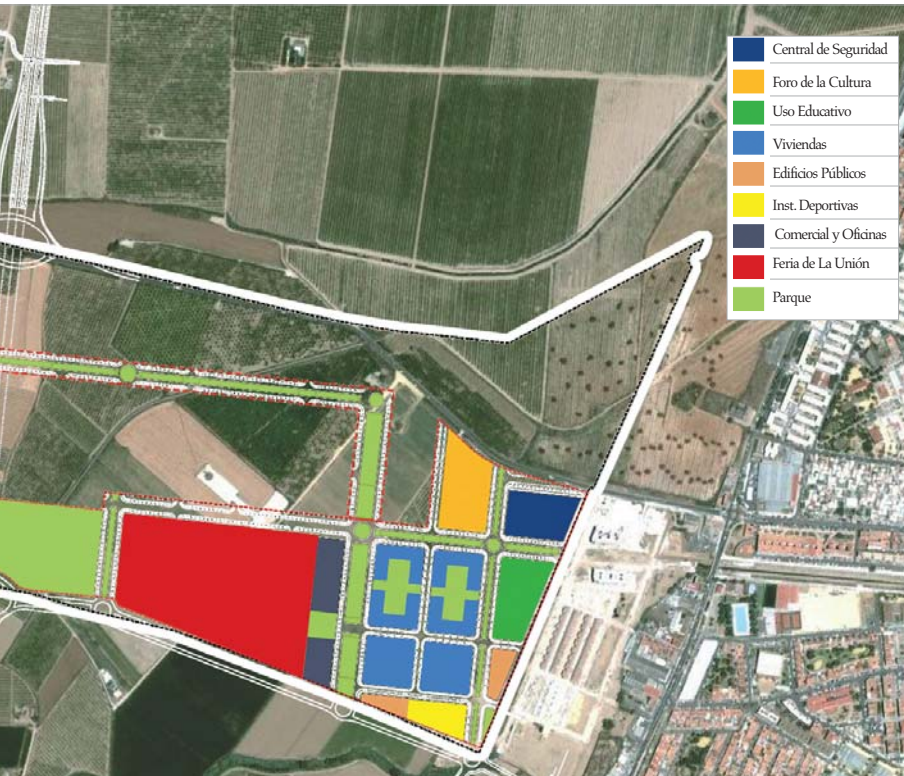 Central de Seguridad
Foro de la Cultura
Uso Educativo
Viviendas
Edificios Públicos
Inst. Deportivas
Comercial y Oficinas
Feria de La Unión
Parque